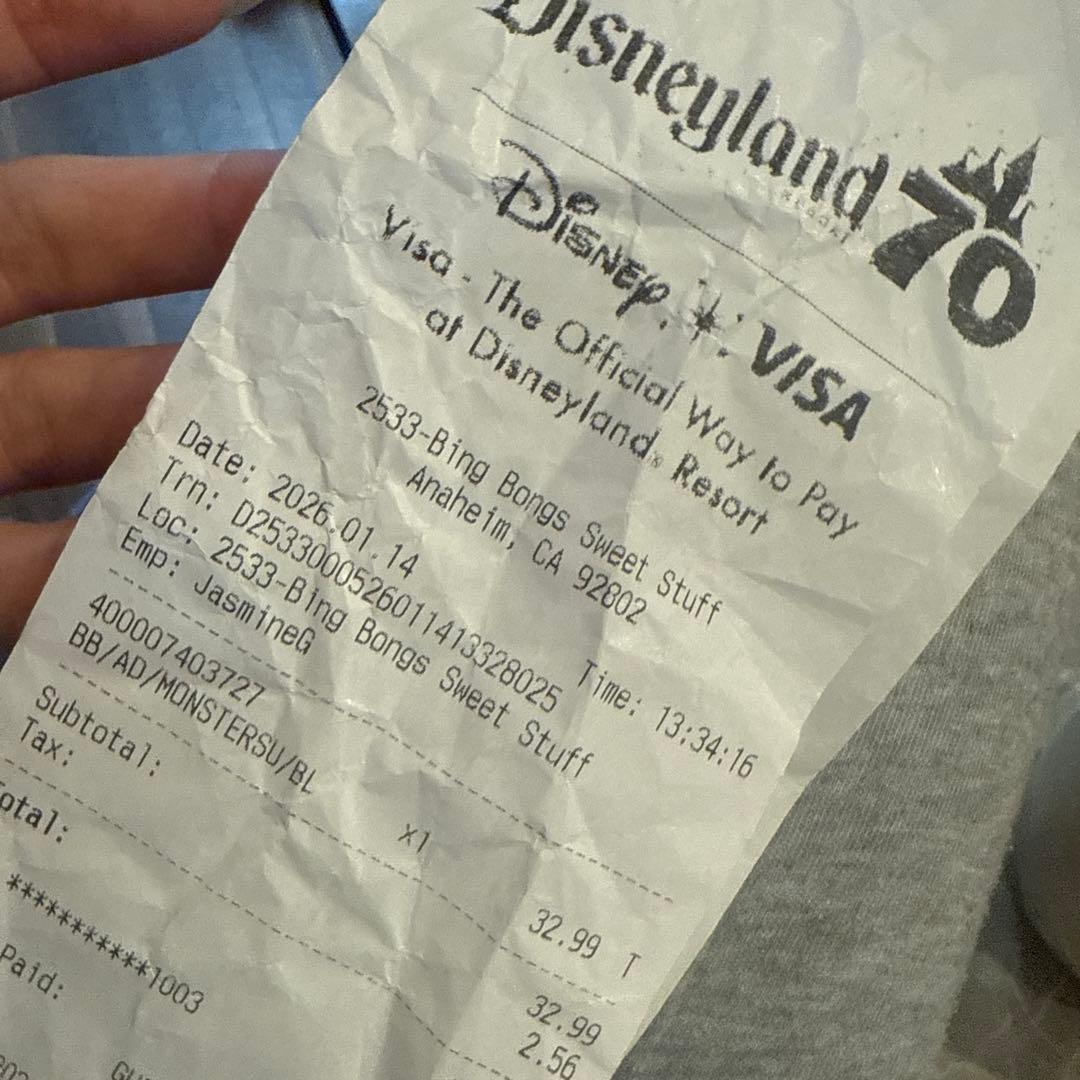 Disneyland 70
Disney VISA
Visa - The Official Way to Pay
at Disneyland® Resort
2533-Bing Bongs Sweet Stuff
Anaheim, CA 92802
Date: 2026.01.14 Time: 13:34:16
Trn: D2533000526011413328025
Loc: 2533-Bing Bongs Sweet Stuff
Emp: JasmineG
400007403727
BB/AD/MONSTERSU/BL
x1 32.99 T
Subtotal: 32.99
Tax: 2.56
otal:
***********1003
Paid: